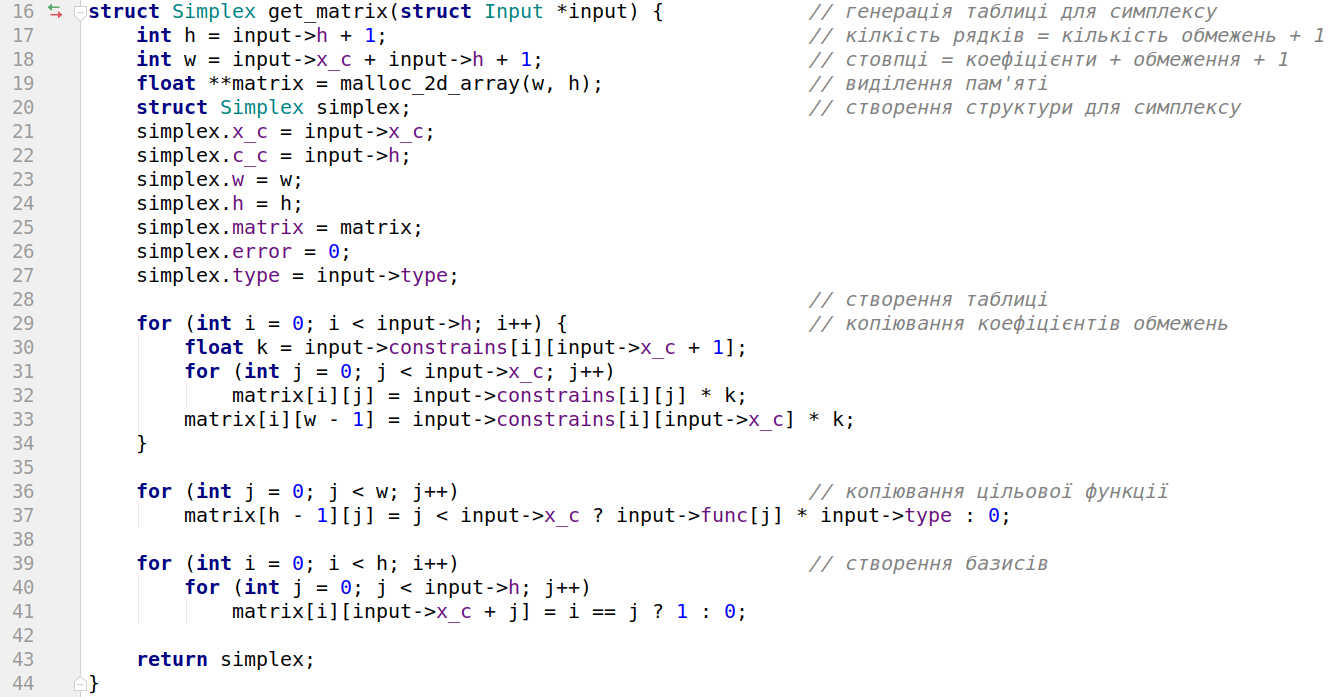 16 struct Simplex get_matrix(struct Input *input) { // генерація таблиці для симплексу
17 int h = input->h + 1; // кілкість рядків = кількість обмежень + 1
18 int w = input->x_c + input->h + 1; // стовпці = коефіцієнти + обмеження + 1
19 float **matrix = malloc_2d_array(w, h); // виділення пам'яті
20 struct Simplex simplex; // створення структури для симплексу
21 simplex.x_c = input->x_c;
22 simplex.c_c = input->h;
23 simplex.w = w;
24 simplex.h = h;
25 simplex.matrix = matrix;
26 simplex.error = 0;
27 simplex.type = input->type;
28 // створення таблиці
29 for (int i = 0; i < input->h; i++) { // копіювання коефіцієнтів обмежень
30 float k = input->constrains[i][input->x_c + 1];
31 for (int j = 0; j < input->x_c; j++)
32 matrix[i][j] = input->constrains[i][j] * k;
33 matrix[i][w - 1] = input->constrains[i][input->x_c] * k;
34 }
35
36 for (int j = 0; j < w; j++) // копіювання цільової функції
37 matrix[h - 1][j] = j < input->x_c ? input->func[j] * input->type : 0;
38
39 for (int i = 0; i < h; i++) // створення базисів
40 for (int j = 0; j < input->h; j++)
41 matrix[i][input->x_c + j] = i == j ? 1 : 0;
42
43 return simplex;
44 }